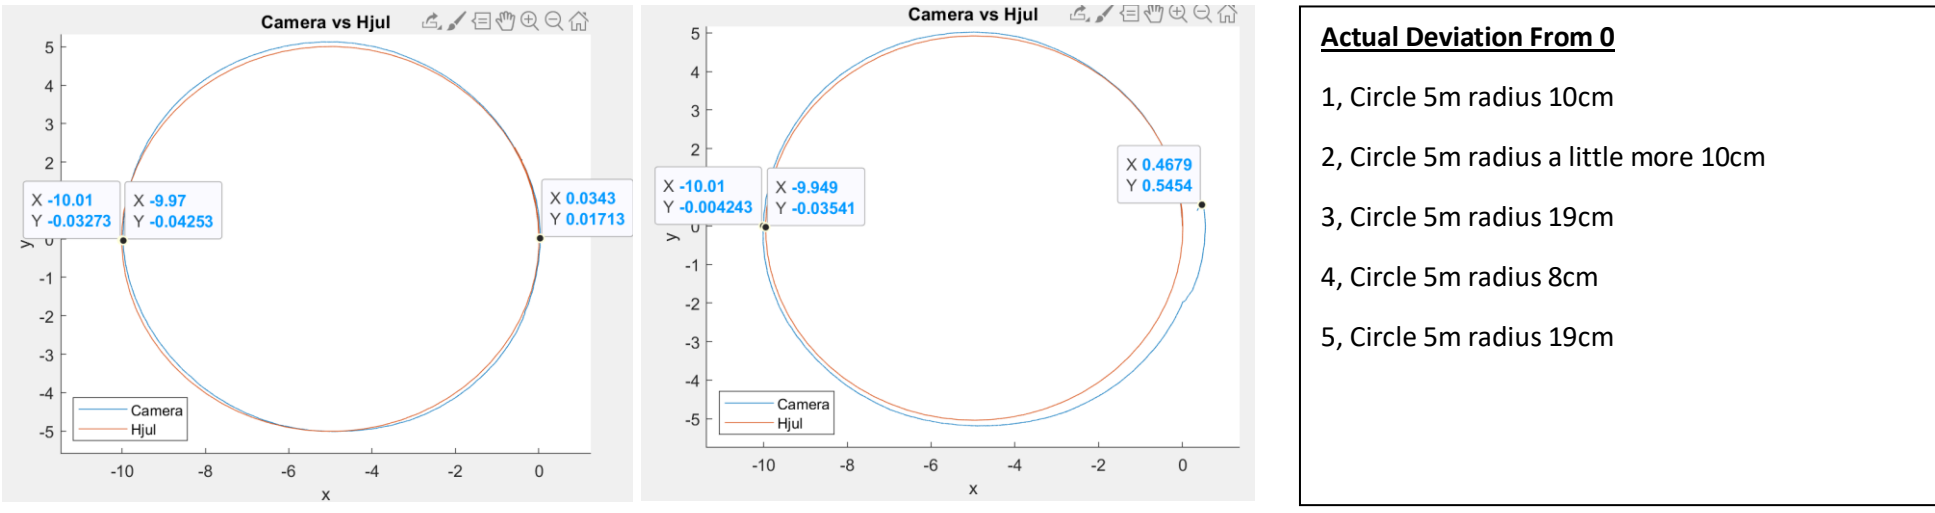 Camera vs Hjul
5
4
3
2
X -10.01
Y -0.03273
X -9.97
Y -0.04253
X 0.0343
Y 0.01713
y
0
-1
-2
-3
-4
-5
Camera
Hjul
-10 -8 -6 -4 -2 0
x
Camera vs Hjul
5
4
3
2
X 0.4679
Y 0.5454
X -10.01
Y -0.004243
X -9.949
Y -0.03541
y
0
-1
-2
-3
-4
-5
Camera
Hjul
-10 -8 -6 -4 -2 0
x
Actual Deviation From 0
1, Circle 5m radius 10cm
2, Circle 5m radius a little more 10cm
3, Circle 5m radius 19cm
4, Circle 5m radius 8cm
5, Circle 5m radius 19cm